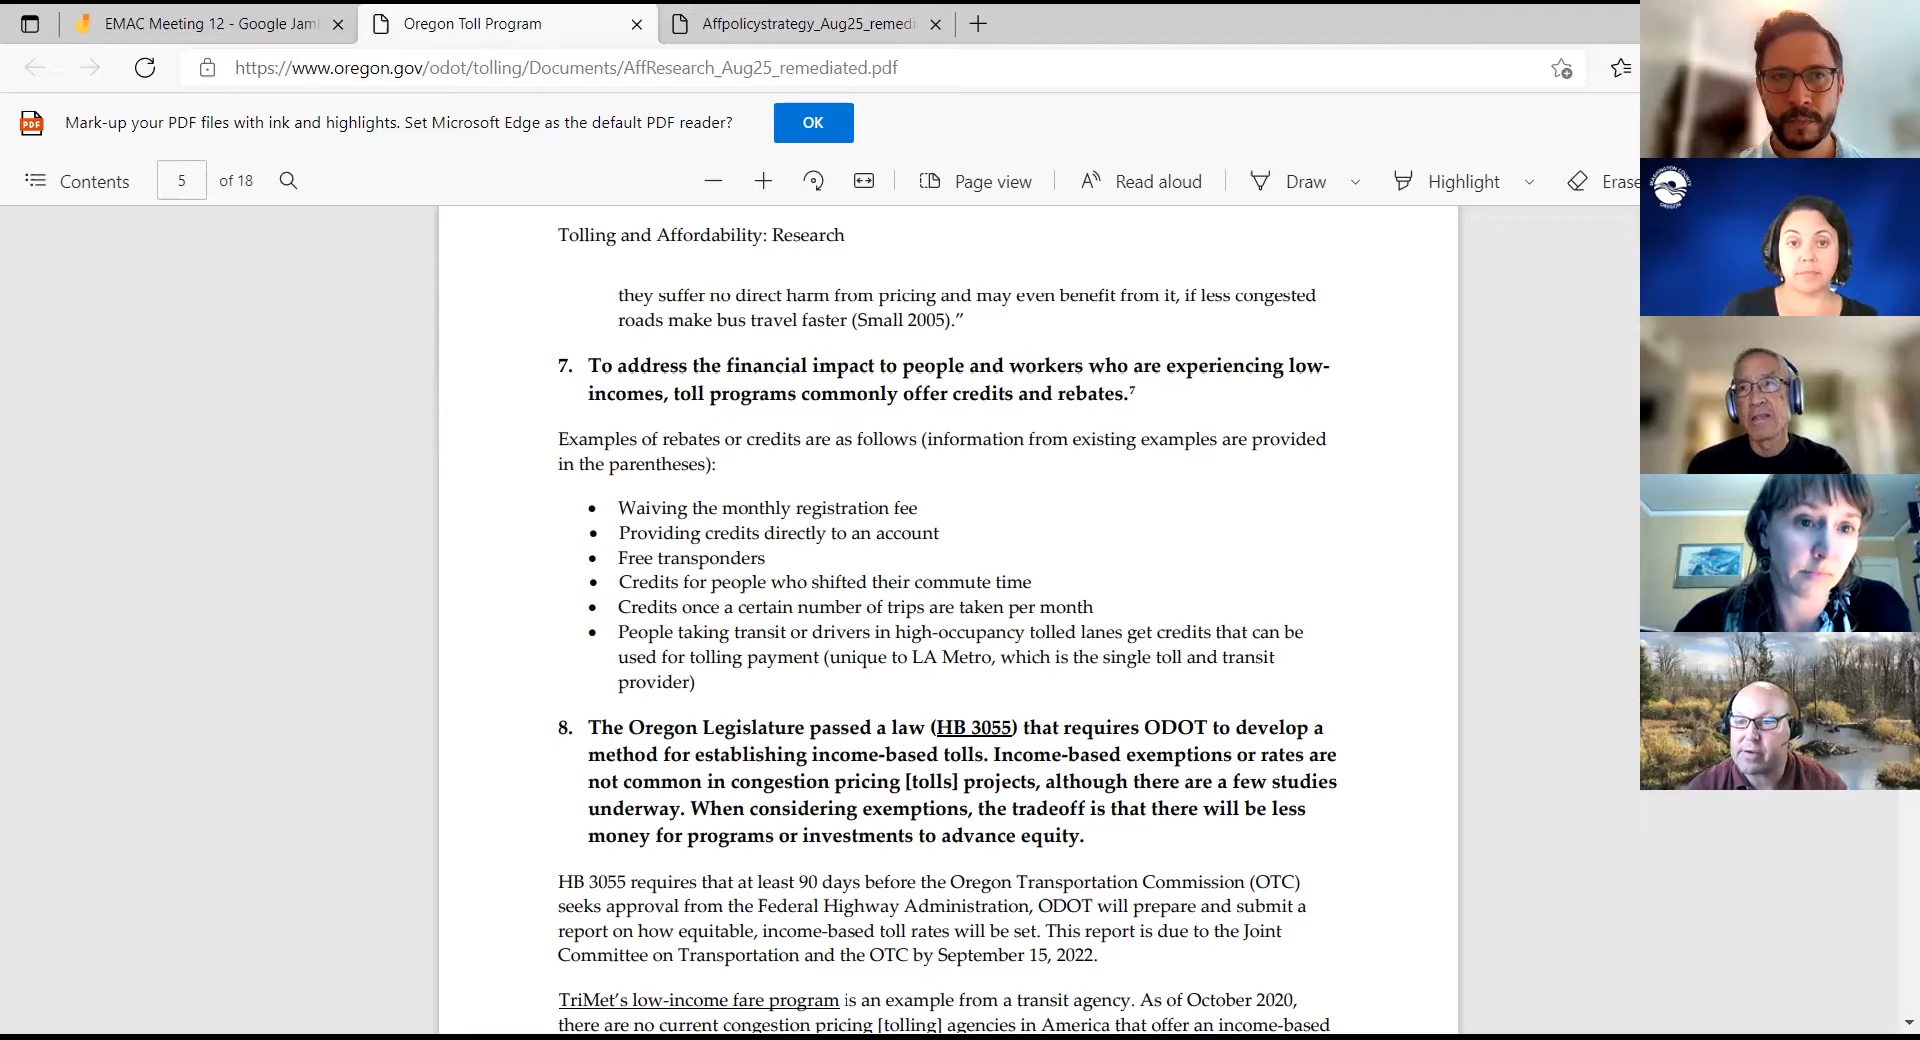 EMAC Meeting 12 - Google Jam
Oregon Toll Program
Affpolicystrategy_Aug25_remedi
https://www.oregon.gov/odot/tolling/Documents/AffResearch_Aug25_remediated.pdf
PDF
Mark-up your PDF files with ink and highlights. Set Microsoft Edge as the default PDF reader?
OK
Contents
5
of 18
Page view
Read aloud
Draw
Highlight
Erase
WASHINGTON COUNTY
OREGON
Tolling and Affordability: Research
they suffer no direct harm from pricing and may even benefit from it, if less congested
roads make bus travel faster (Small 2005).”
7. To address the financial impact to people and workers who are experiencing low-
incomes, toll programs commonly offer credits and rebates.⁷
Examples of rebates or credits are as follows (information from existing examples are provided
in the parentheses):
• Waiving the monthly registration fee
• Providing credits directly to an account
• Free transponders
• Credits for people who shifted their commute time
• Credits once a certain number of trips are taken per month
• People taking transit or drivers in high-occupancy tolled lanes get credits that can be
used for tolling payment (unique to LA Metro, which is the single toll and transit
provider)
8. The Oregon Legislature passed a law (HB 3055) that requires ODOT to develop a
method for establishing income-based tolls. Income-based exemptions or rates are
not common in congestion pricing [tolls] projects, although there are a few studies
underway. When considering exemptions, the tradeoff is that there will be less
money for programs or investments to advance equity.
HB 3055 requires that at least 90 days before the Oregon Transportation Commission (OTC)
seeks approval from the Federal Highway Administration, ODOT will prepare and submit a
report on how equitable, income-based toll rates will be set. This report is due to the Joint
Committee on Transportation and the OTC by September 15, 2022.
TriMet’s low-income fare program is an example from a transit agency. As of October 2020,
there are no current congestion pricing [tolling] agencies in America that offer an income-based